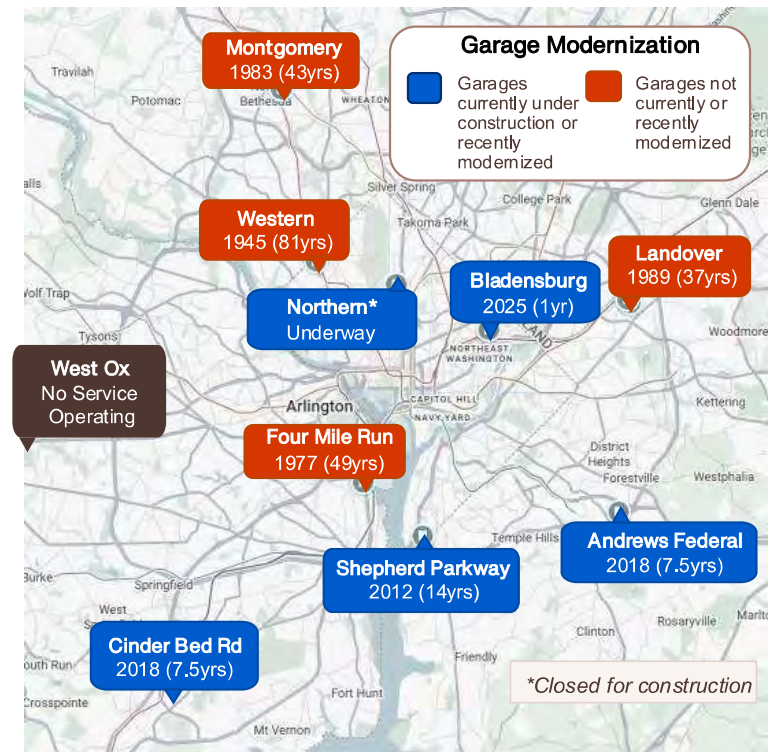 Montgomery
1983 (43yrs)
Garage Modernization
Garages
currently under
construction or
recently
modernized
Garages not
currently or
recently
modernized
Travilah
Potomac
Bethesda
WHEATON
Silver Spring
College Park
Glenn Dale
Takoma Park
Western
1945 (81yrs)
Landover
1989 (37yrs)
Bladensburg
2025 (1yr)
Northern*
Underway
olf Trap
Tysons
LAND
Woodmore
NORTHEAST
WASHINGTON
West Ox
No Service
Operating
Arlington
CAPITOL HILL
NAVY YARD
Kettering
Four Mile Run
1977 (49yrs)
District
Heights
Forestville
Westphalia
Temple Hills
Andrews Federal
2018 (7.5yrs)
Shepherd Parkway
2012 (14yrs)
Burke
Springfield
West
Rosaryville
Clinton
Cinder Bed Rd
2018 (7.5yrs)
outh Run
Friendly
Crosspointe
Fort Hunt
*Closed for construction
Mt Vernon